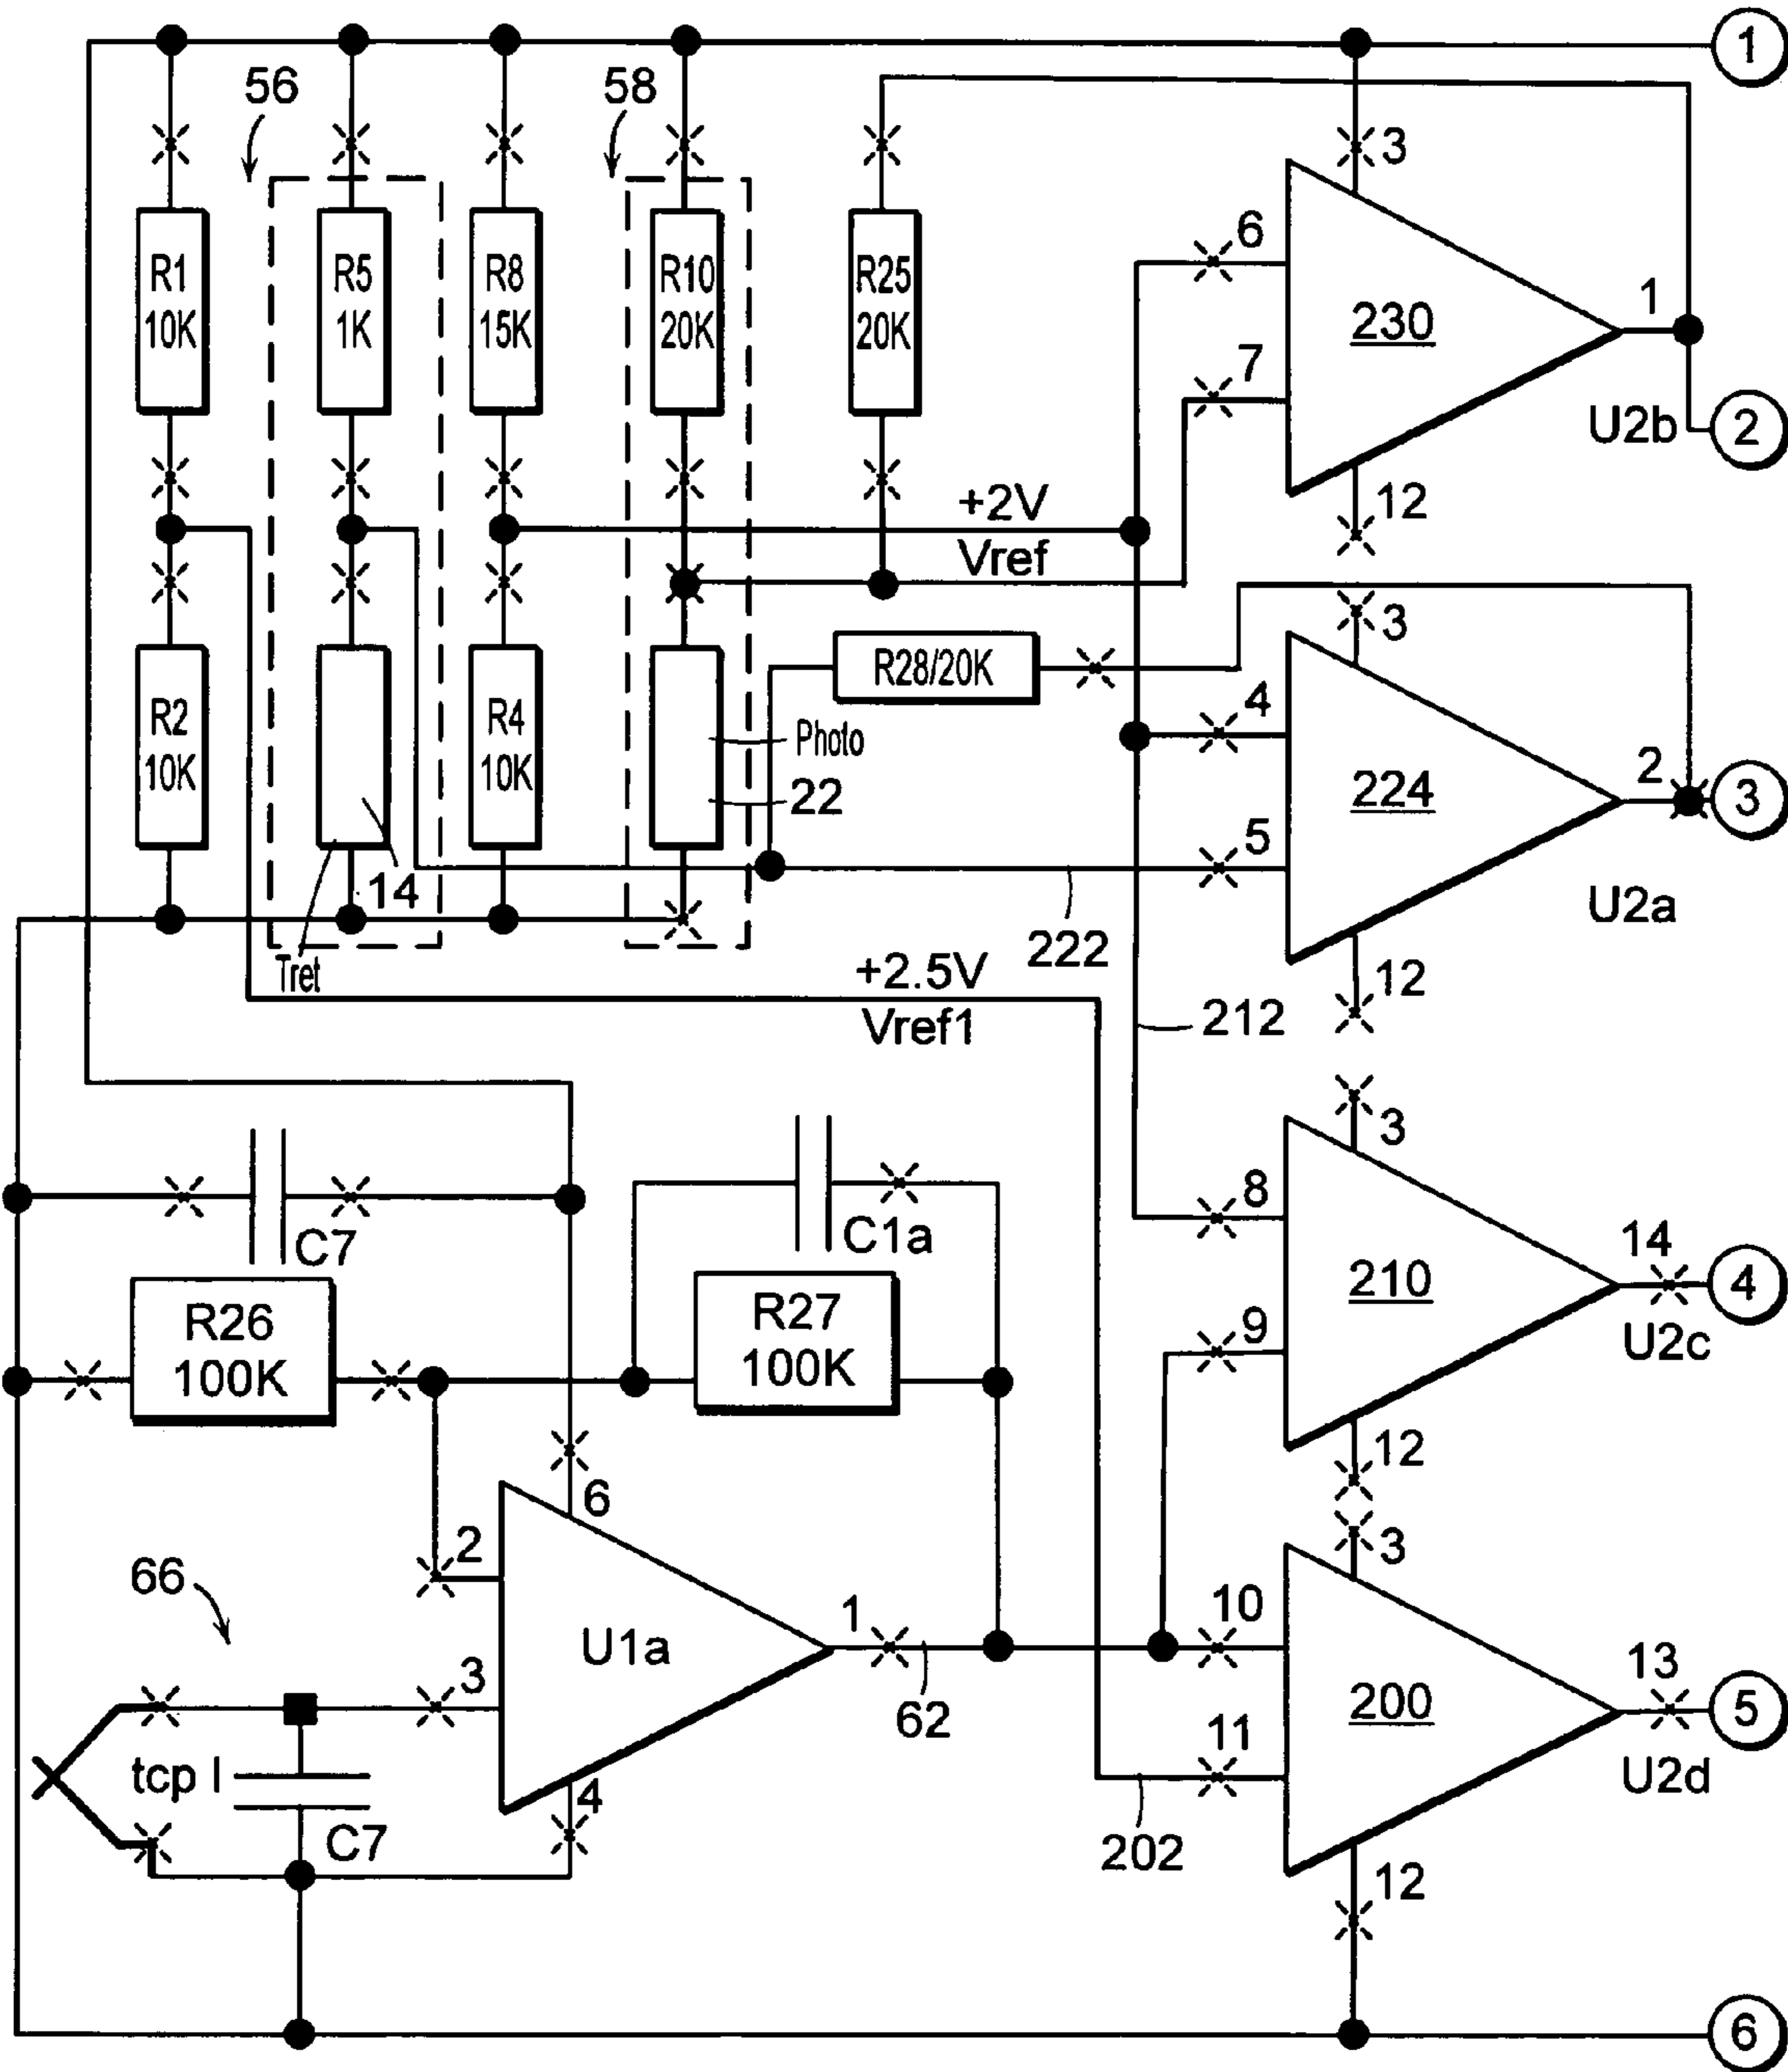 1
56
58
3
R1
10K
R5
1K
R8
15K
R10
20K
R25
20K
6
230
1
7
U2b
2
+2V
Vref
12
3
R28/20K
R2
10K
R4
10K
Photo
22
4
224
2
3
5
14
U2a
Tret
222
+2.5V
Vref1
212
12
3
C7
C1a
8
210
14
4
R26
100K
R27
100K
9
U2c
12
6
3
2
66
U1a
1
10
3
62
200
13
5
11
tcp I
4
U2d
C7
202
12
6